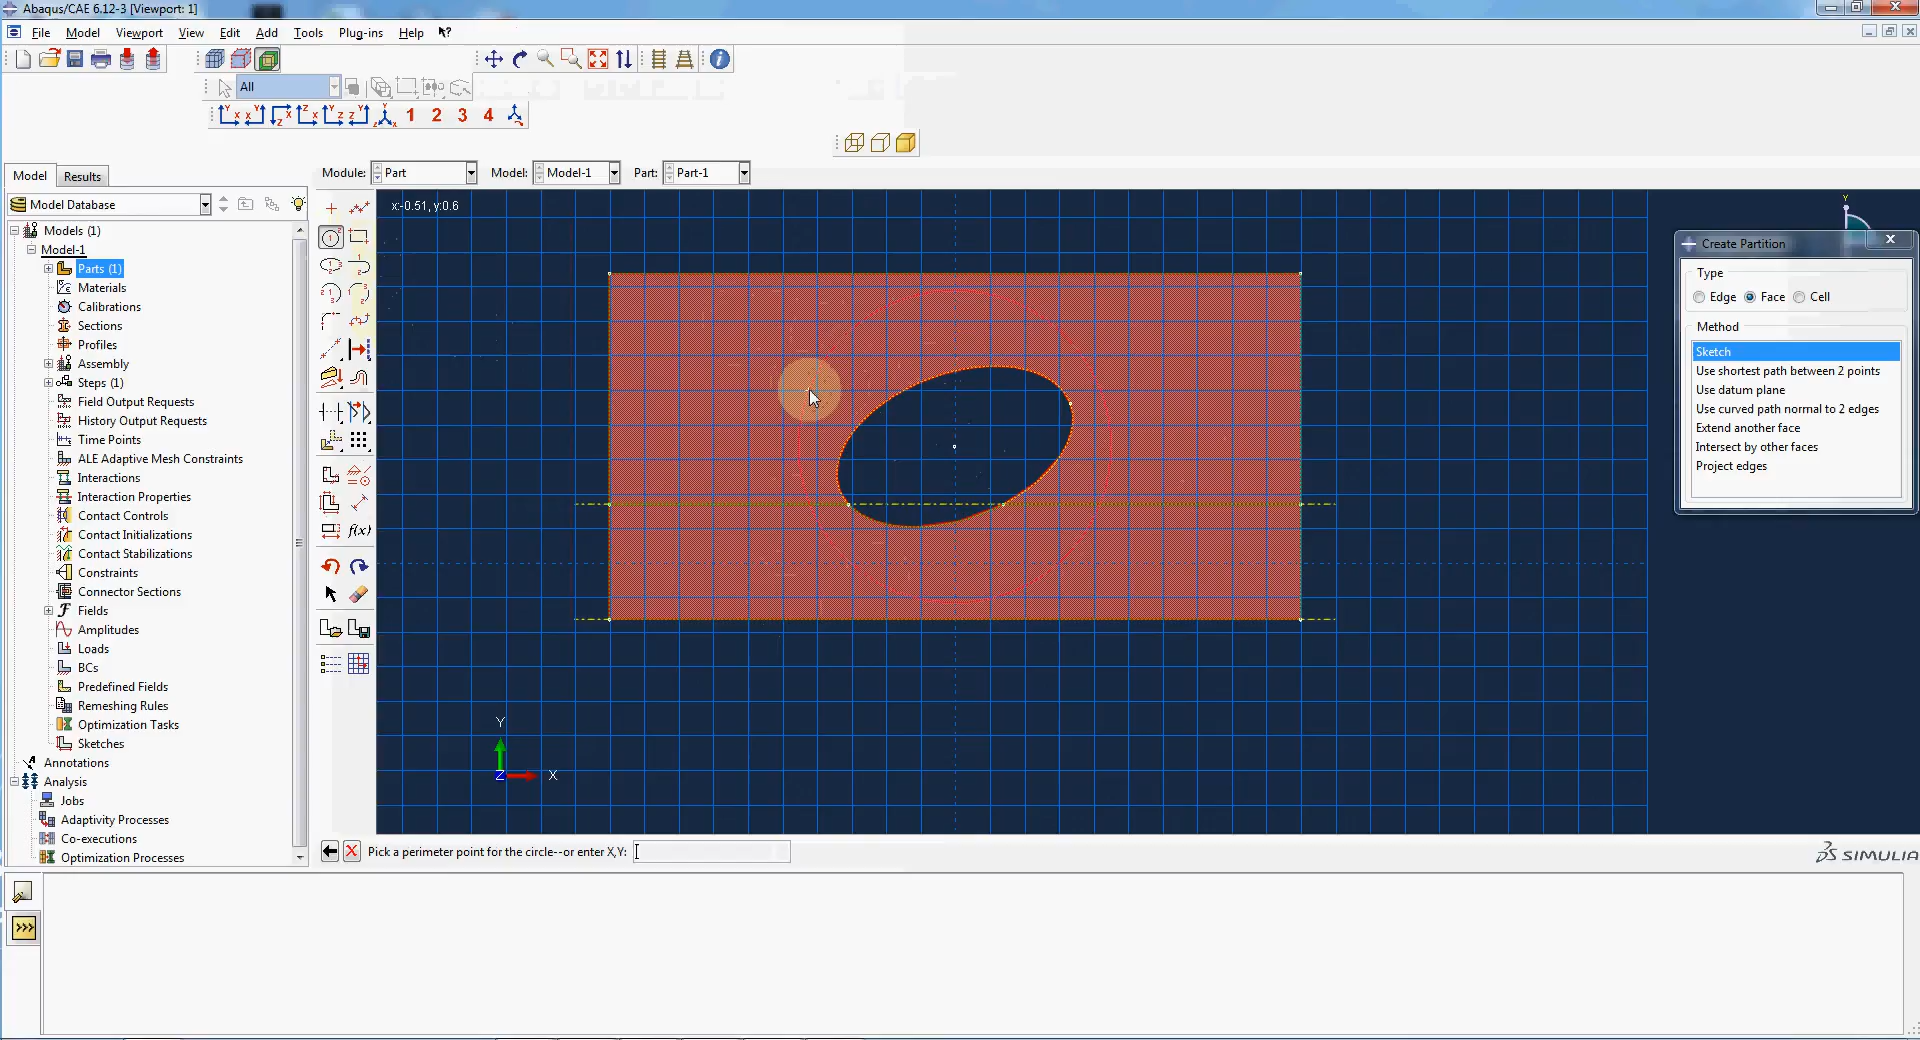 Abaqus/CAE 6.12-3 [Viewport: 1]
File Model Viewport View Edit Add Tools Plug-ins Help
All
1 2 3 4
Model Results
Module: Part Model: Model-1 Part: Part-1
Model Database
x:-0.51, y:0.6
Models (1)
Model-1
Parts (1)
Materials
Calibrations
Sections
Profiles
Assembly
Steps (1)
Field Output Requests
History Output Requests
Time Points
ALE Adaptive Mesh Constraints
Interactions
Interaction Properties
Contact Controls
Contact Initializations
Contact Stabilizations
Constraints
Connector Sections
Fields
Amplitudes
Loads
BCs
Predefined Fields
Remeshing Rules
Optimization Tasks
Sketches
Annotations
Analysis
Jobs
Adaptivity Processes
Co-executions
Optimization Processes
f(x)
Y
Z X
Y
Create Partition
Type
Edge Face Cell
Method
Sketch
Use shortest path between 2 points
Use datum plane
Use curved path normal to 2 edges
Extend another face
Intersect by other faces
Project edges
Pick a perimeter point for the circle--or enter X,Y:
SIMULIA
>>>